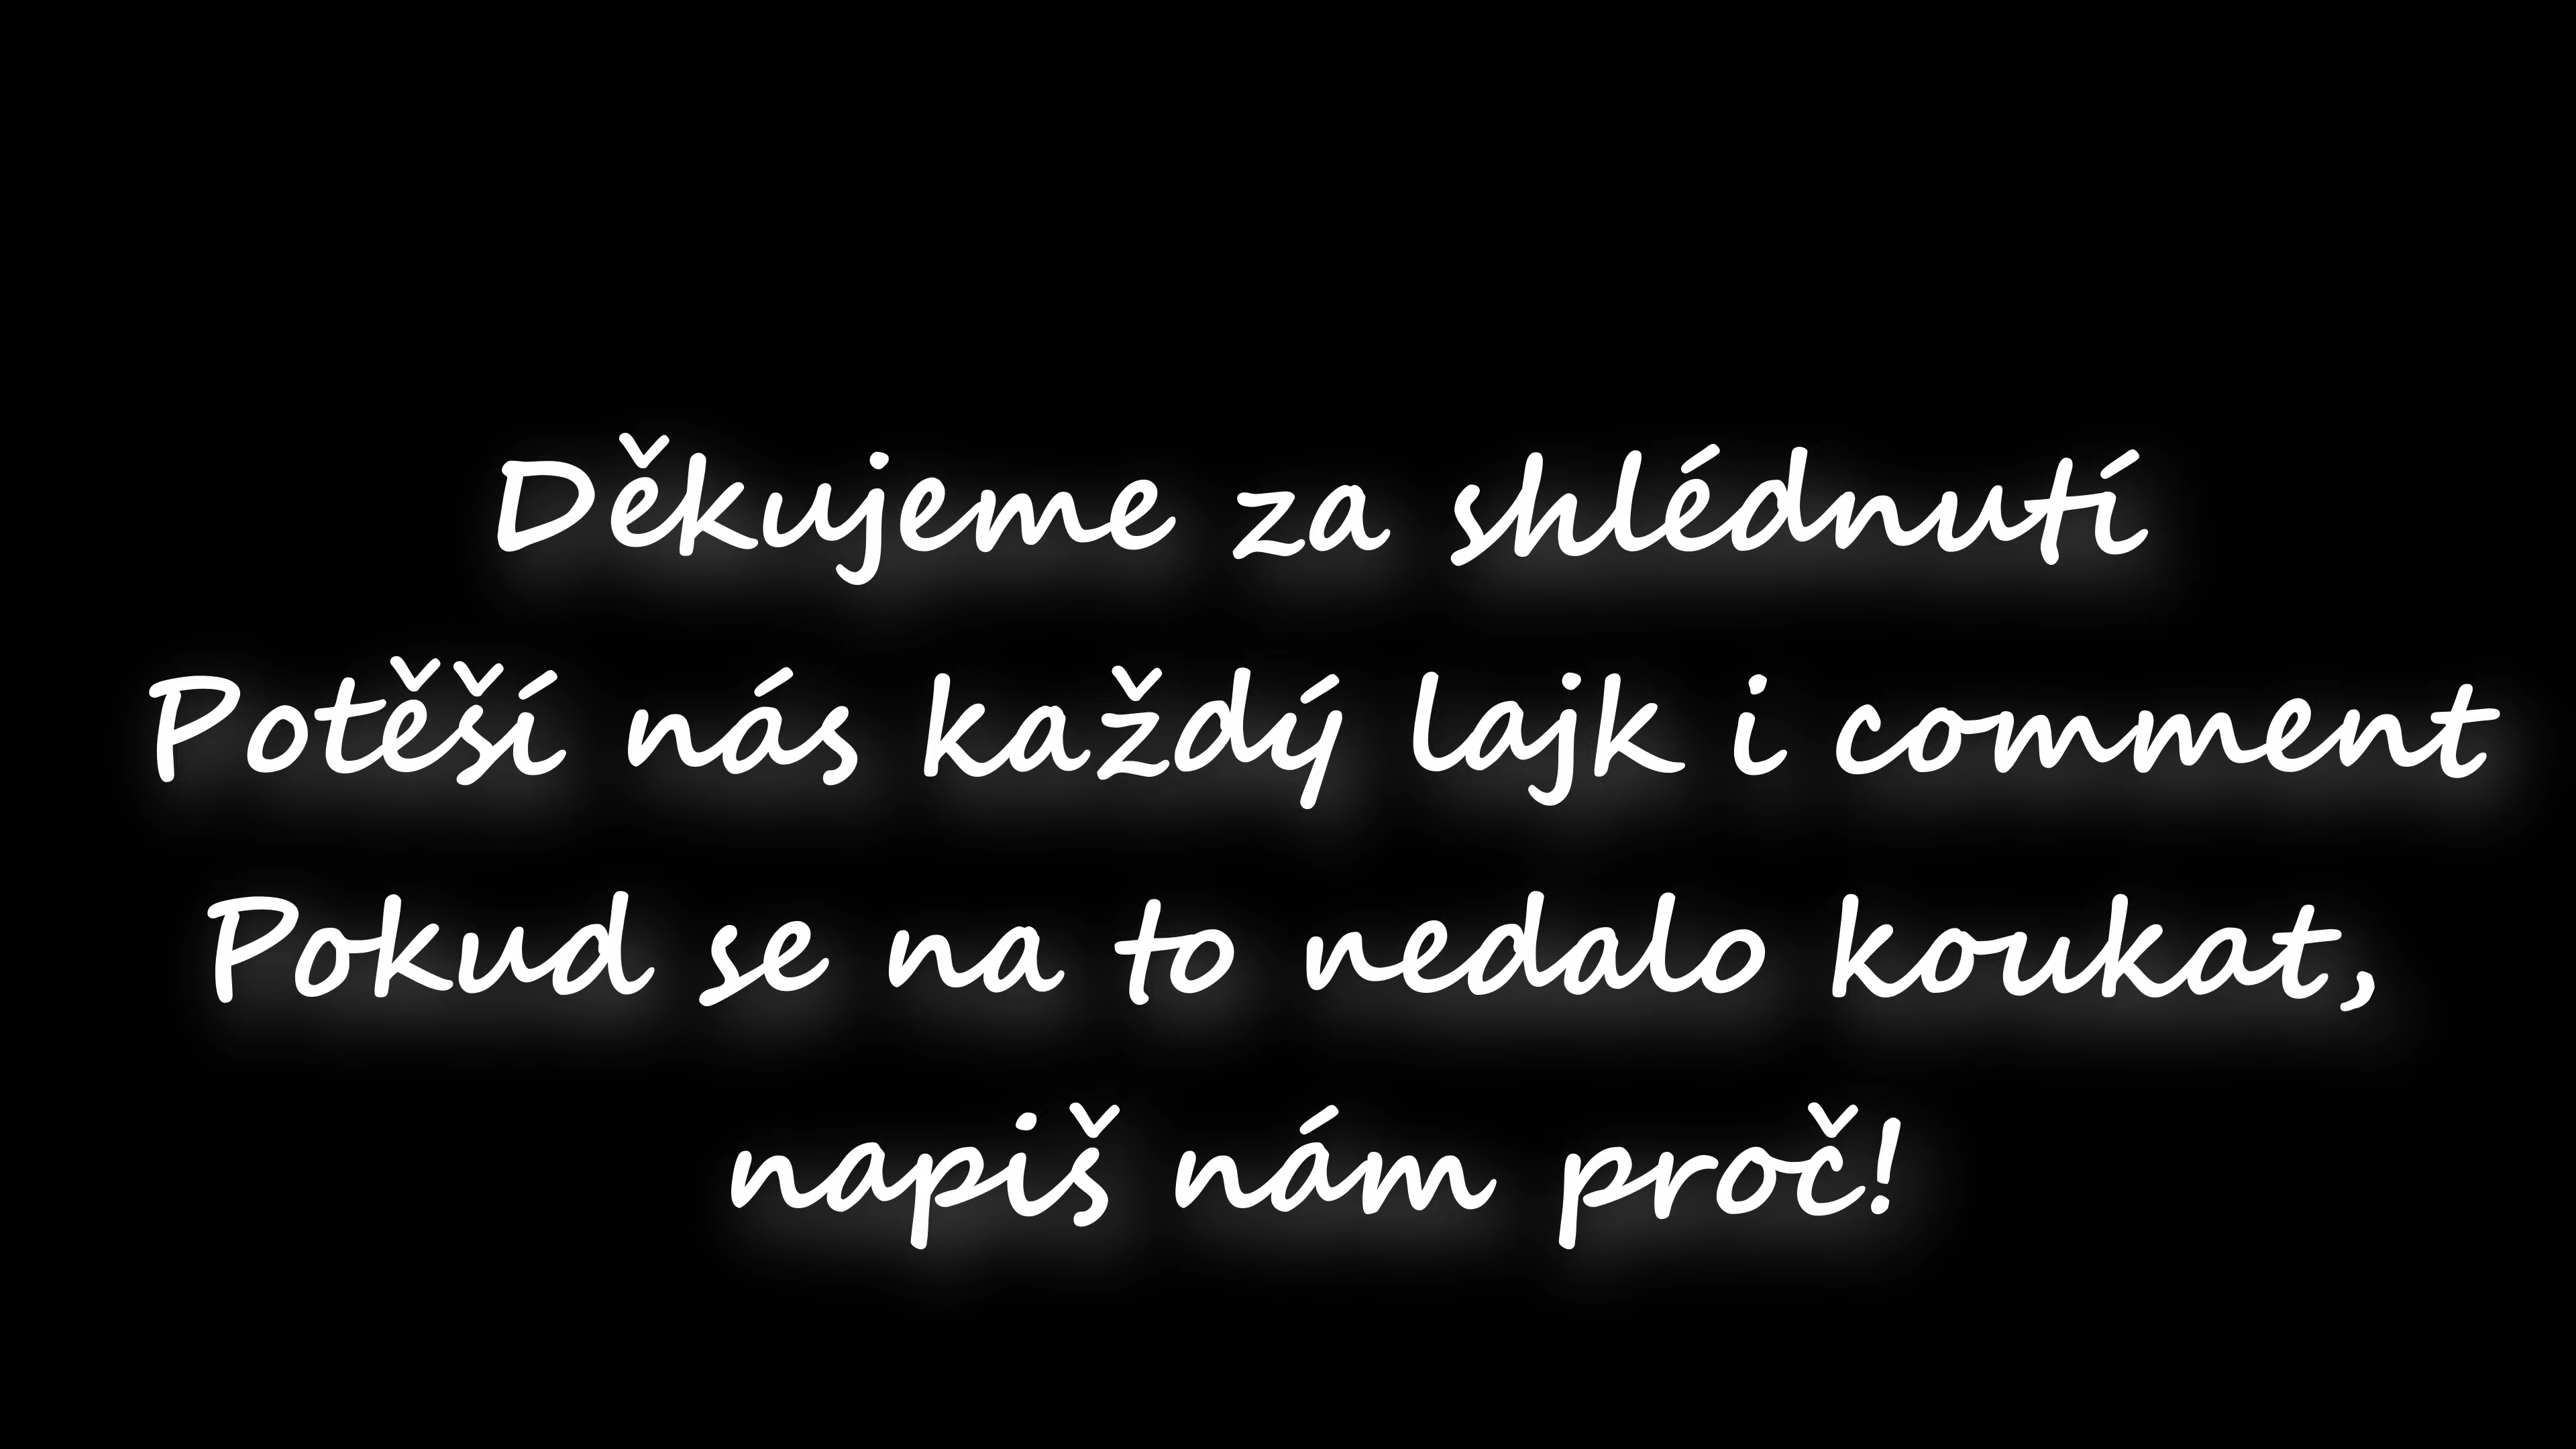 Děkujeme za shlédnutí
Potěší nás každý lajk i comment
Pokud se na to nedalo koukat,
napiš nám proč!